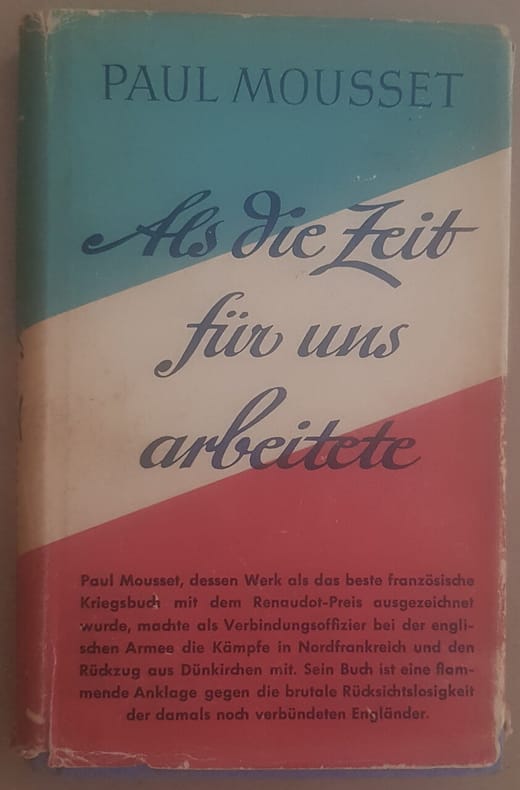 PAUL MOUSSET
Als die Zeit
für uns
arbeitete
Paul Mousset, dessen Werk als das beste französische
Kriegsbuch mit dem Renaudot-Preis ausgezeichnet
wurde, machte als Verbindungsoffizier bei der engli-
schen Armee die Kämpfe in Nordfrankreich und den
Rückzug aus Dünkirchen mit. Sein Buch ist eine flam-
mende Anklage gegen die brutale Rücksichtslosigkeit
der damals noch verbündeten Engländer.